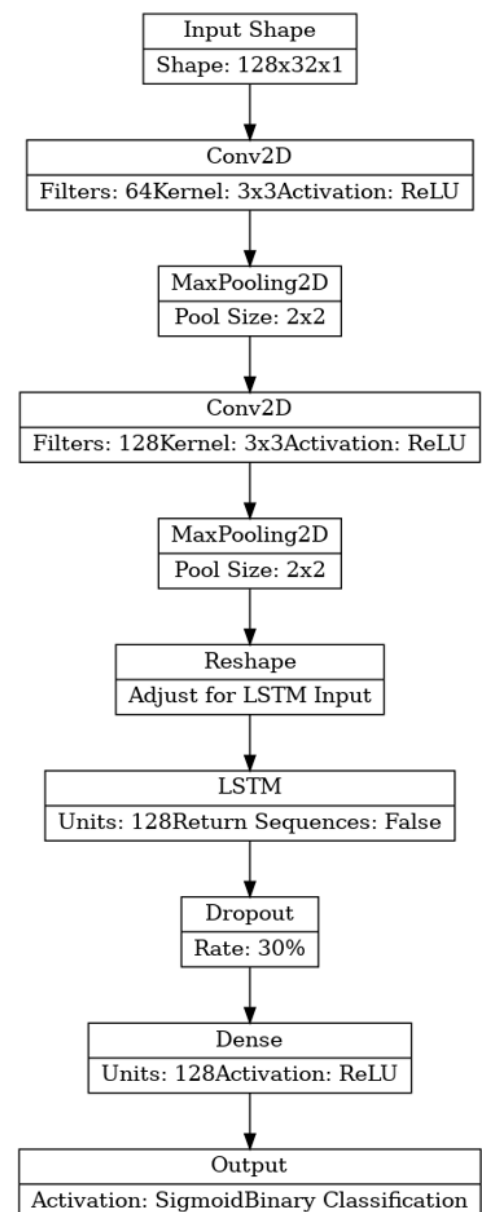 Input Shape
Shape: 128x32x1
Conv2D
Filters: 64Kernel: 3x3Activation: ReLU
MaxPooling2D
Pool Size: 2x2
Conv2D
Filters: 128Kernel: 3x3Activation: ReLU
MaxPooling2D
Pool Size: 2x2
Reshape
Adjust for LSTM Input
LSTM
Units: 128Return Sequences: False
Dropout
Rate: 30%
Dense
Units: 128Activation: ReLU
Output
Activation: SigmoidBinary Classification